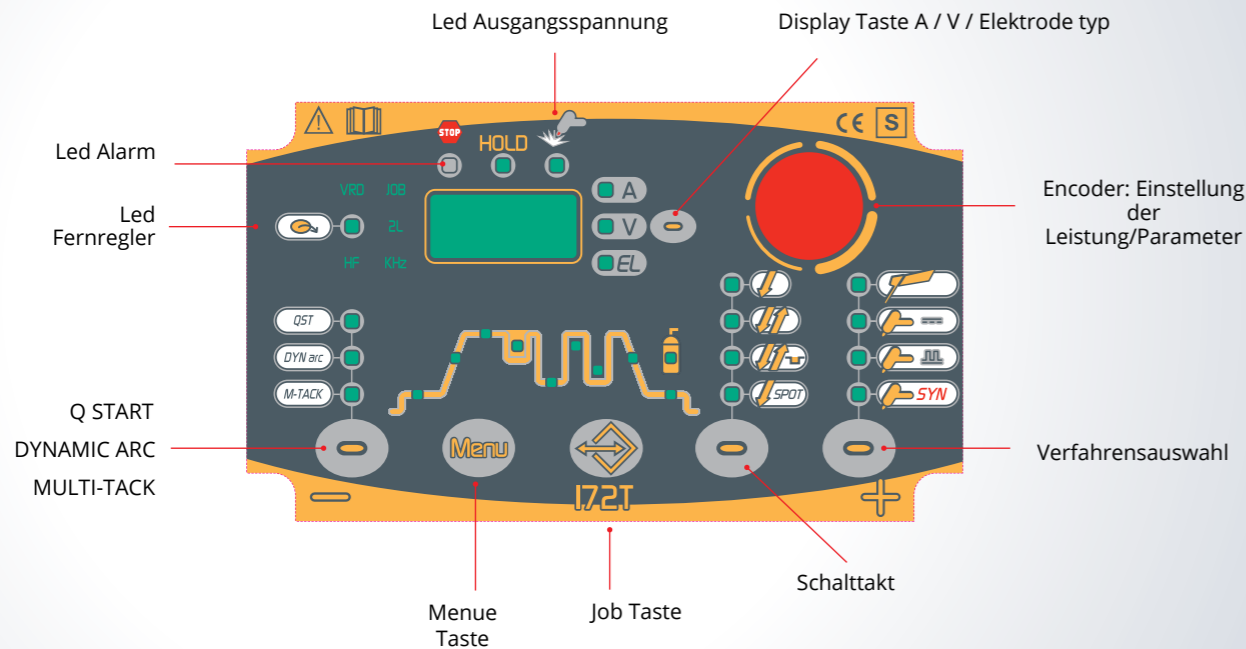 Led Ausgangsspannung
Display Taste A / V / Elektrode typ
STOP
HOLD
CE
S
Led Alarm
VRD JOB
A
Led
Fernregler
2L
V
HF KHz
EL
Encoder: Einstellung
der
Leistung/Parameter
QST
DYN arc
M-TACK
SPOT
SYN
Q START
DYNAMIC ARC
MULTI-TACK
Menu
172T
Verfahrensauswahl
Schalttakt
Menue
Taste
Job Taste